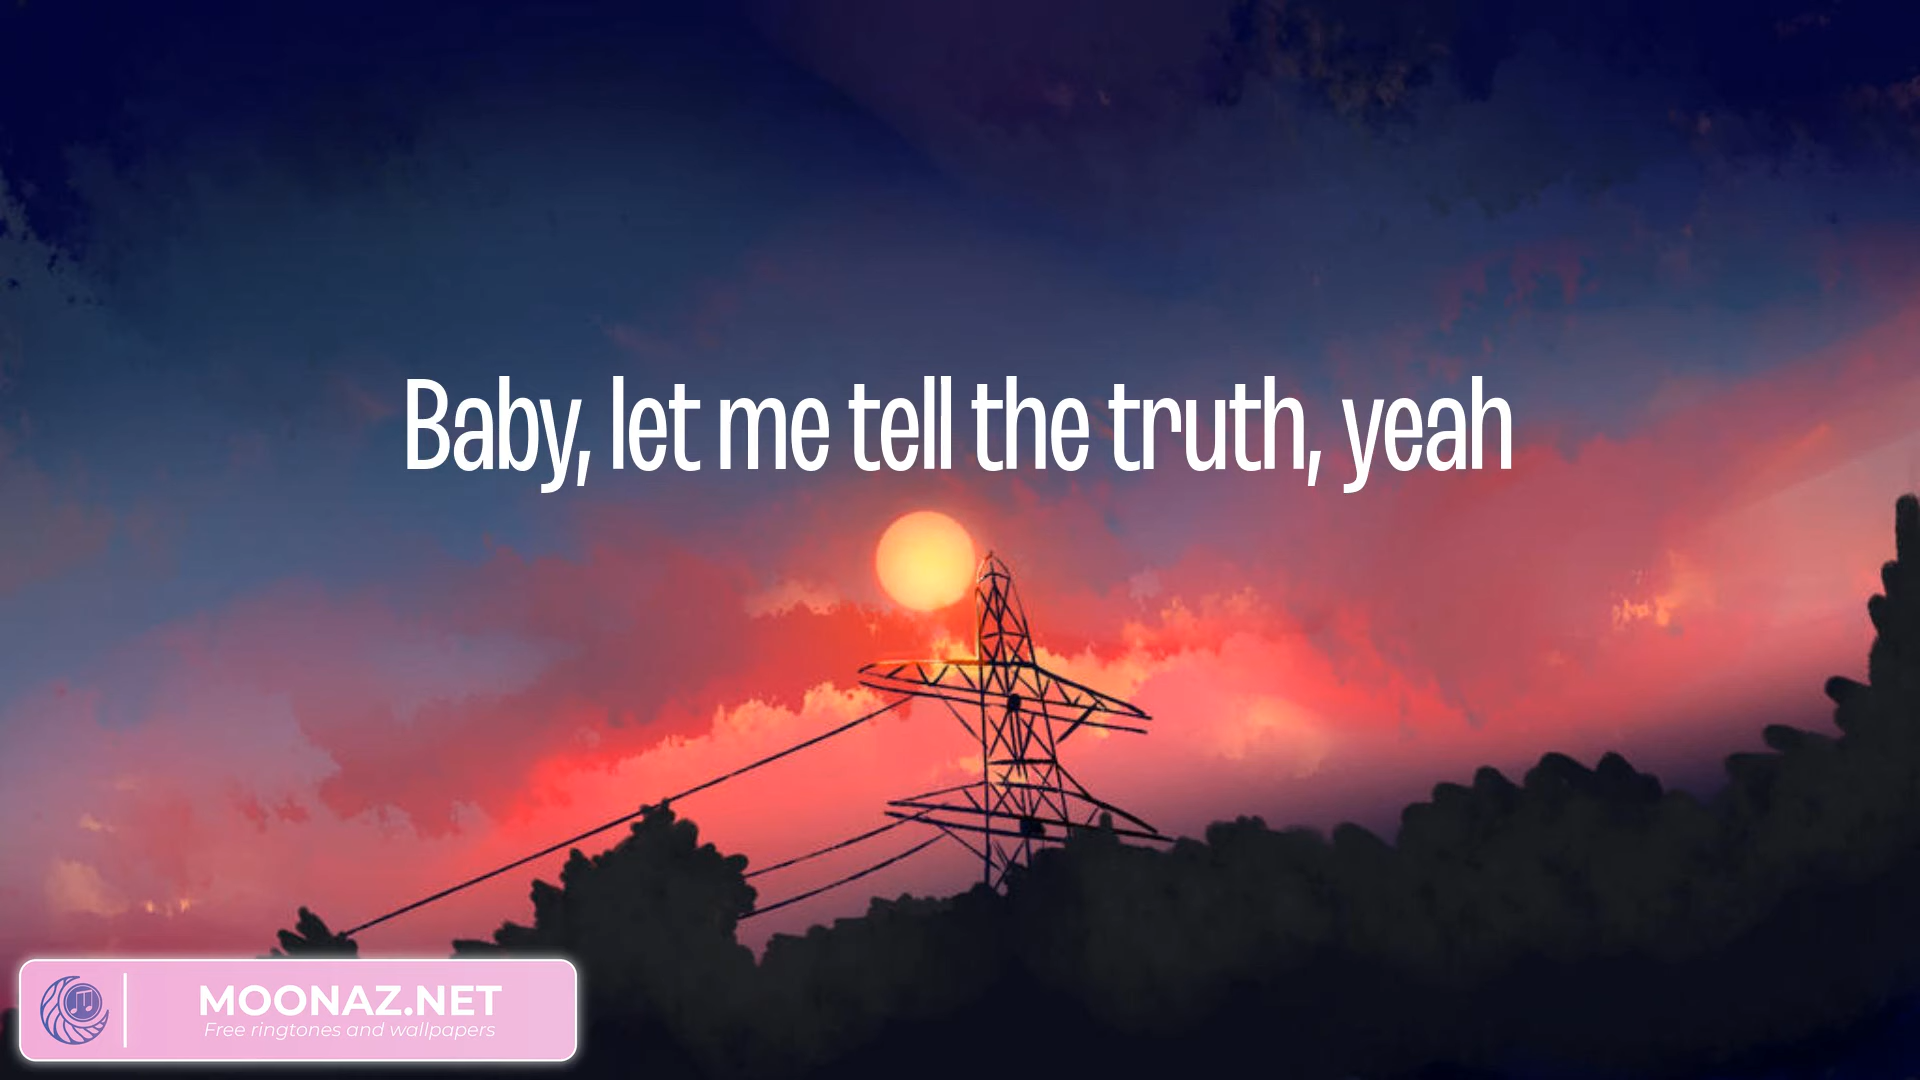 Baby, let me tell the truth, yeah
MOONAZ.NET
Free ringtones and wallpapers